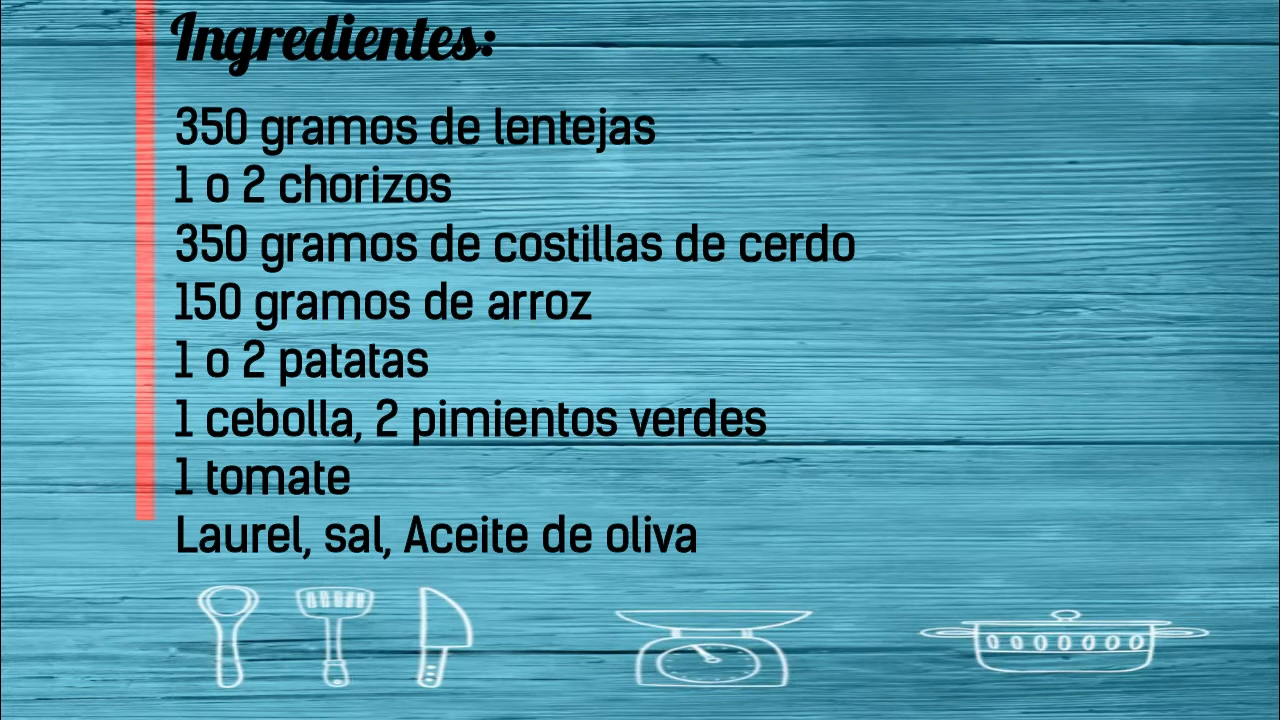 Ingredientes:
350 gramos de lentejas
1 o 2 chorizos
350 gramos de costillas de cerdo
150 gramos de arroz
1 o 2 patatas
1 cebolla, 2 pimientos verdes
1 tomate
Laurel, sal, Aceite de oliva